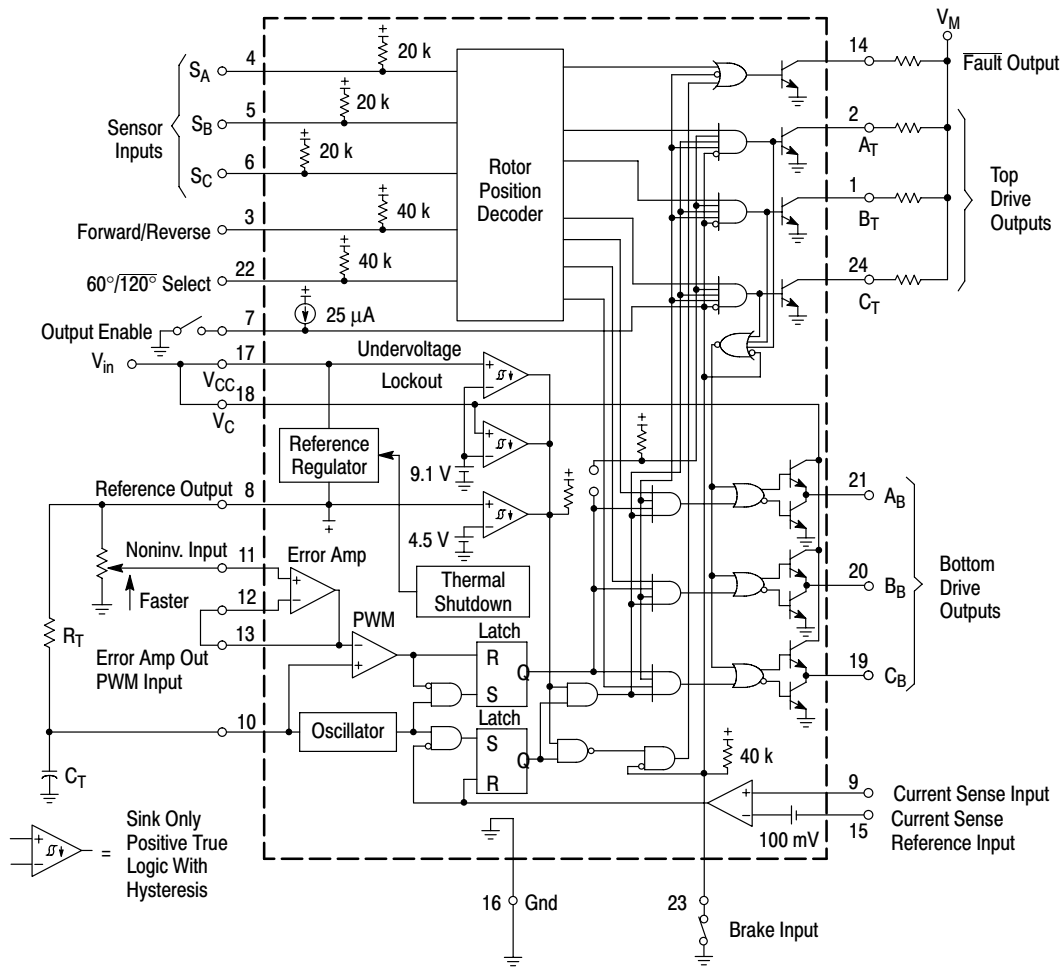 V_M
14
Fault Output
20 k
4
S_A
20 k
5
S_B
Sensor
Inputs
20 k
6
S_C
Rotor
Position
Decoder
2
A_T
Top
Drive
Outputs
40 k
3
Forward/Reverse
1
B_T
40 k
22
60°/120° Select
24
C_T
25 µA
7
Output Enable
V_in
17
V_CC
Undervoltage
Lockout
18
V_C
Reference
Regulator
9.1 V
Reference Output
8
4.5 V
21
A_B
Noninv. Input
11
Error Amp
Faster
12
Thermal
Shutdown
20
B_B
Bottom
Drive
Outputs
R_T
13
PWM
Error Amp Out
PWM Input
Latch
R
Q
S
19
C_B
10
Oscillator
Latch
S
Q
R
40 k
C_T
9
Current Sense Input
100 mV
15
Current Sense
Reference Input
=
Sink Only
Positive True
Logic With
Hysteresis
16
Gnd
23
Brake Input